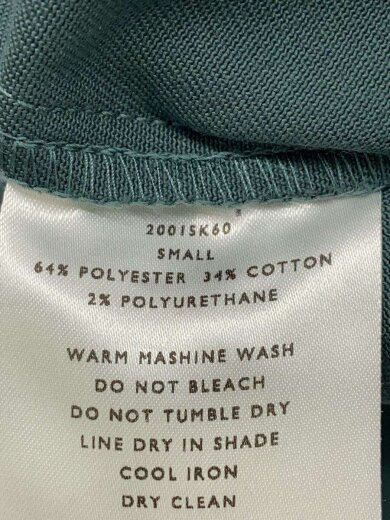 20015K60
SMALL
64% POLYESTER 34% COTTON
2% POLYURETHANE
WARM MASHINE WASH
DO NOT BLEACH
DO NOT TUMBLE DRY
LINE DRY IN SHADE
COOL IRON
DRY CLEAN